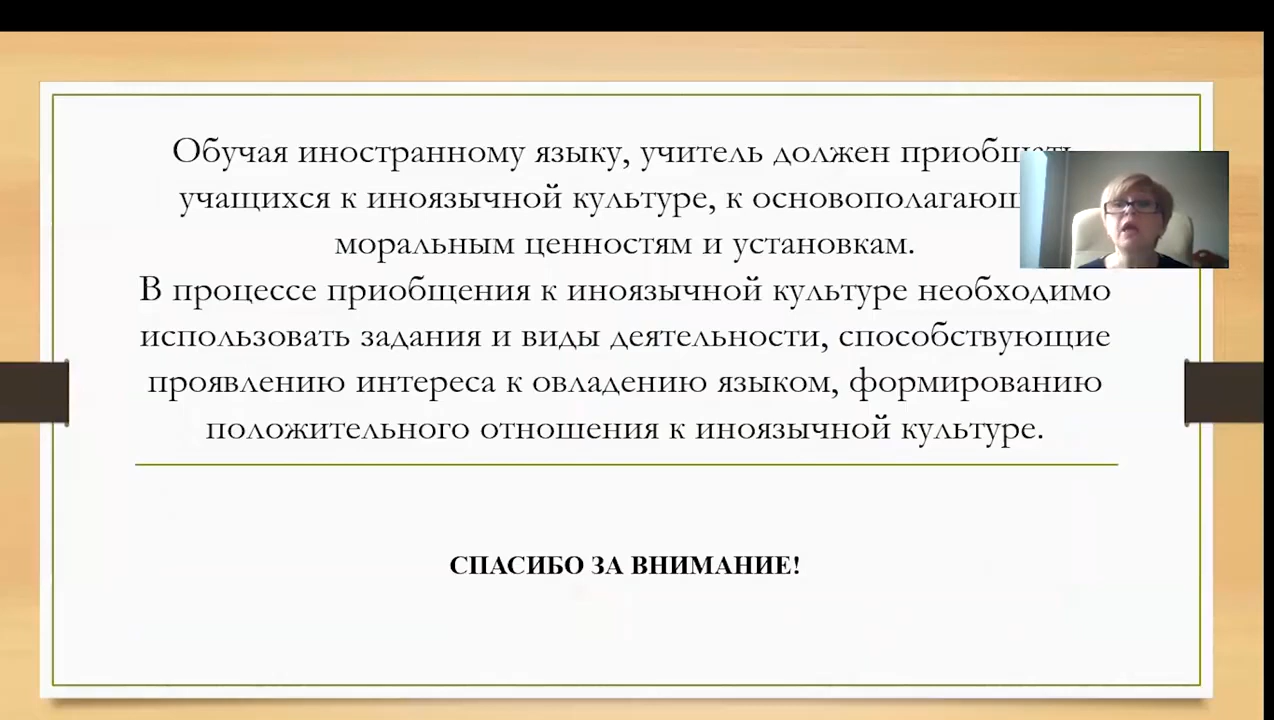 Обучая иностранному языку, учитель должен приобщать
учащихся к иноязычной культуре, к
моральным ценностям и установкам.
В процессе приобщения к иноязычной культуре необходимо
использовать задания и виды деятельности, способствующие
проявлению интереса к овладению языком, формированию
положительного отношения к иноязычной культуре.
СПАСИБО ЗА ВНИМАНИЕ!